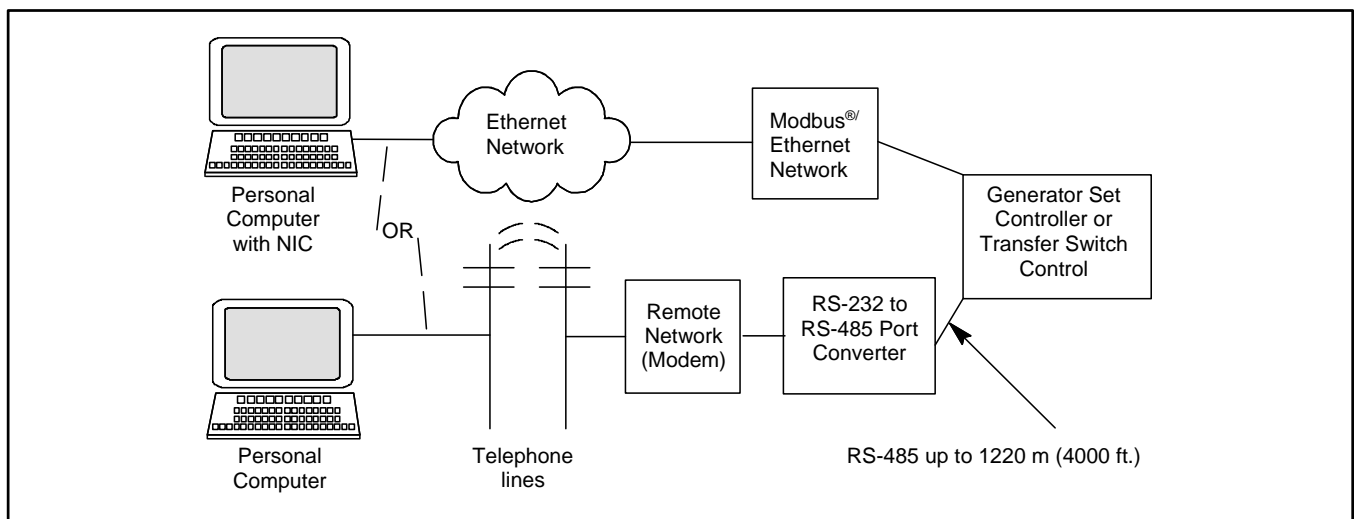 Personal
Computer
with NIC
OR
Ethernet
Network
Modbus®/
Ethernet
Network
Generator Set
Controller or
Transfer Switch
Control
Personal
Computer
Telephone
lines
Remote
Network
(Modem)
RS-232 to
RS-485 Port
Converter
RS-485 up to 1220 m (4000 ft.)